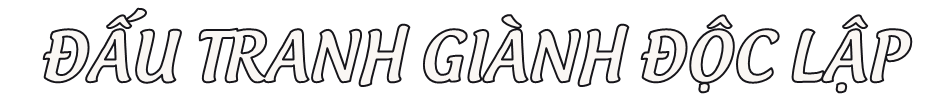 ĐẤU TRANH GIÀNH ĐỘC LẬP